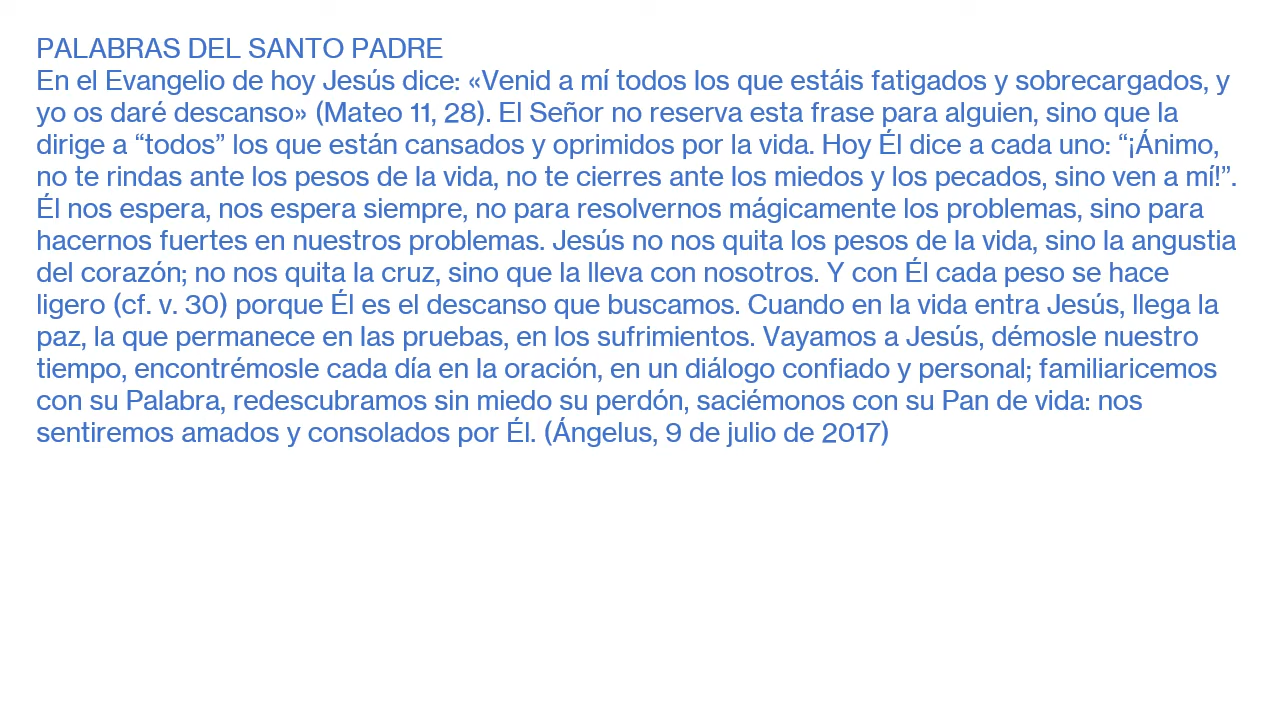 PALABRAS DEL SANTO PADRE
En el Evangelio de hoy Jesús dice: «Venid a mí todos los que estáis fatigados y sobrecargados, y
yo os daré descanso» (Mateo 11, 28). El Señor no reserva esta frase para alguien, sino que la
dirige a “todos” los que están cansados y oprimidos por la vida. Hoy Él dice a cada uno: “¡Ánimo,
no te rindas ante los pesos de la vida, no te cierres ante los miedos y los pecados, sino ven a mí!”.
Él nos espera, nos espera siempre, no para resolvernos mágicamente los problemas, sino para
hacernos fuertes en nuestros problemas. Jesús no nos quita los pesos de la vida, sino la angustia
del corazón; no nos quita la cruz, sino que la lleva con nosotros. Y con Él cada peso se hace
ligero (cf. v. 30) porque Él es el descanso que buscamos. Cuando en la vida entra Jesús, llega la
paz, la que permanece en las pruebas, en los sufrimientos. Vayamos a Jesús, démosle nuestro
tiempo, encontrémosle cada día en la oración, en un diálogo confiado y personal; familiaricemos
con su Palabra, redescubramos sin miedo su perdón, saciémonos con su Pan de vida: nos
sentiremos amados y consolados por Él. (Ángelus, 9 de julio de 2017)